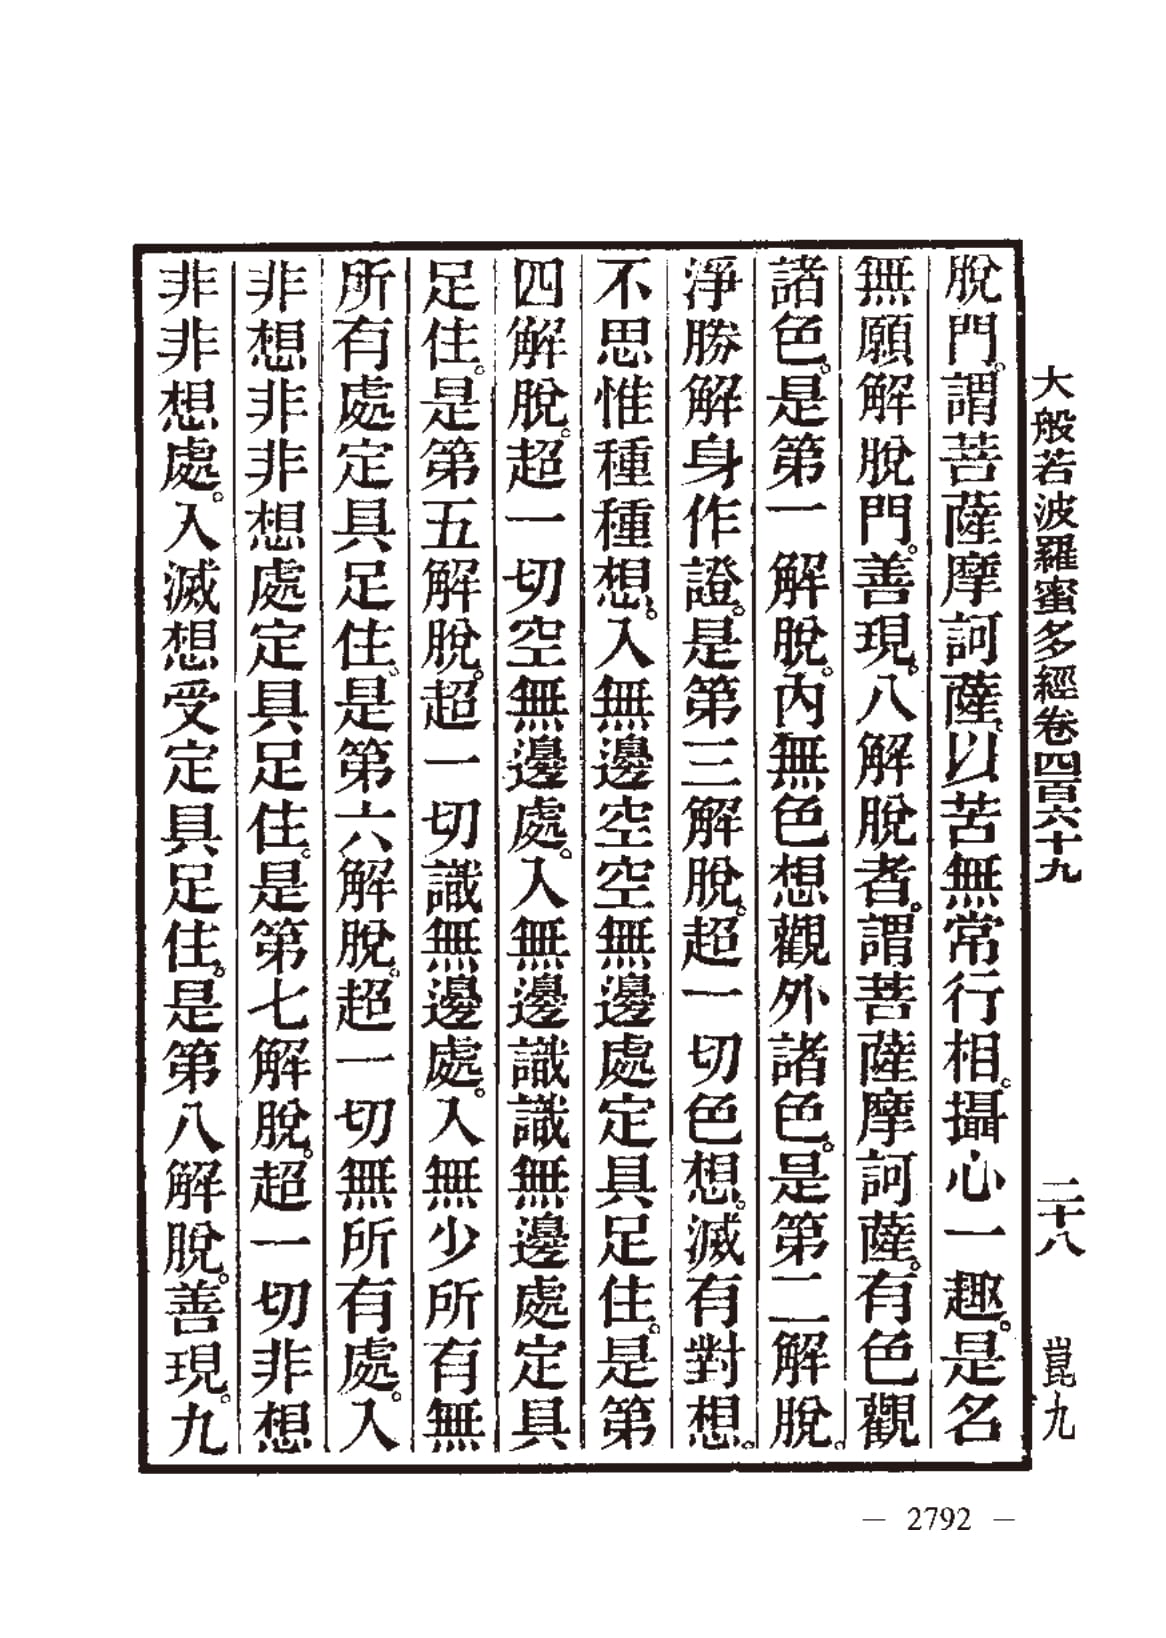 大般若波羅蜜多經卷四百六十九 二十八 崑九
脫門。謂菩薩摩訶薩。以苦無常行相。攝心一趣。是名
無願解脫門。善現。八解脫者。謂菩薩摩訶薩。有色觀
諸色。是第一解脫。內無色想觀外諸色。是第二解脫。
淨勝解身作證。是第三解脫。超一切色想。滅有對想。
不思惟種種想。入無邊空空無邊處定具足住。是第
四解脫。超一切空無邊處。入無邊識識無邊處定具
足住。是第五解脫。超一切識無邊處。入無少所有無
所有處定具足住。是第六解脫。超一切無所有處。入
非想非非想處定具足住。是第七解脫。超一切非想
非非想處。入滅想受定具足住。是第八解脫。善現。九
— 2792 —